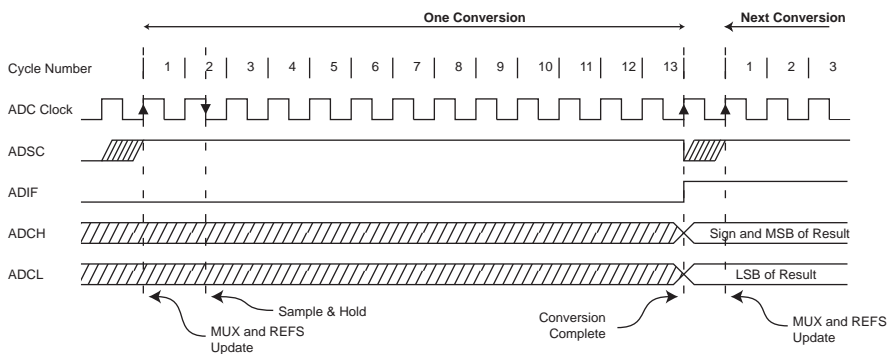 One Conversion Next Conversion
Cycle Number 1 2 3 4 5 6 7 8 9 10 11 12 13 1 2 3
ADC Clock
ADSC
ADIF
ADCH Sign and MSB of Result
ADCL LSB of Result
MUX and REFS
Update
Sample & Hold
Conversion
Complete
MUX and REFS
Update